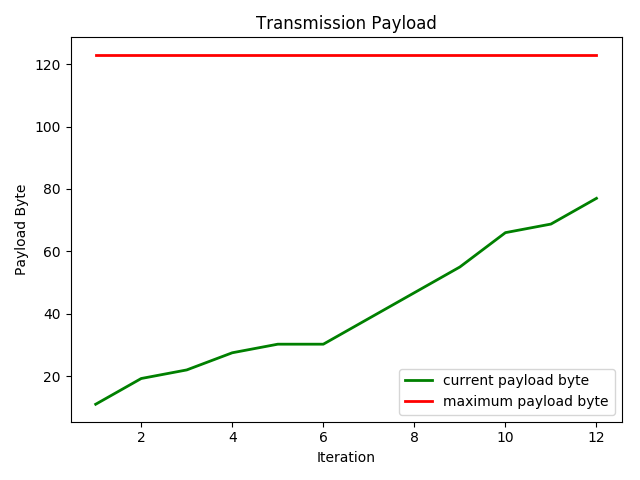 Transmission Payload
120
100
80
60
40
20
Payload Byte
current payload byte
maximum payload byte
2 4 6 8 10 12
Iteration